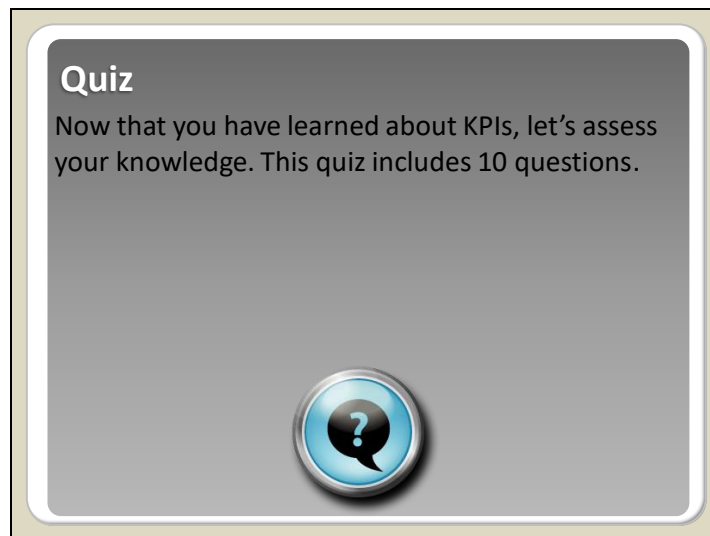 Quiz
Now that you have learned about KPIs, let’s assess
your knowledge. This quiz includes 10 questions.
?